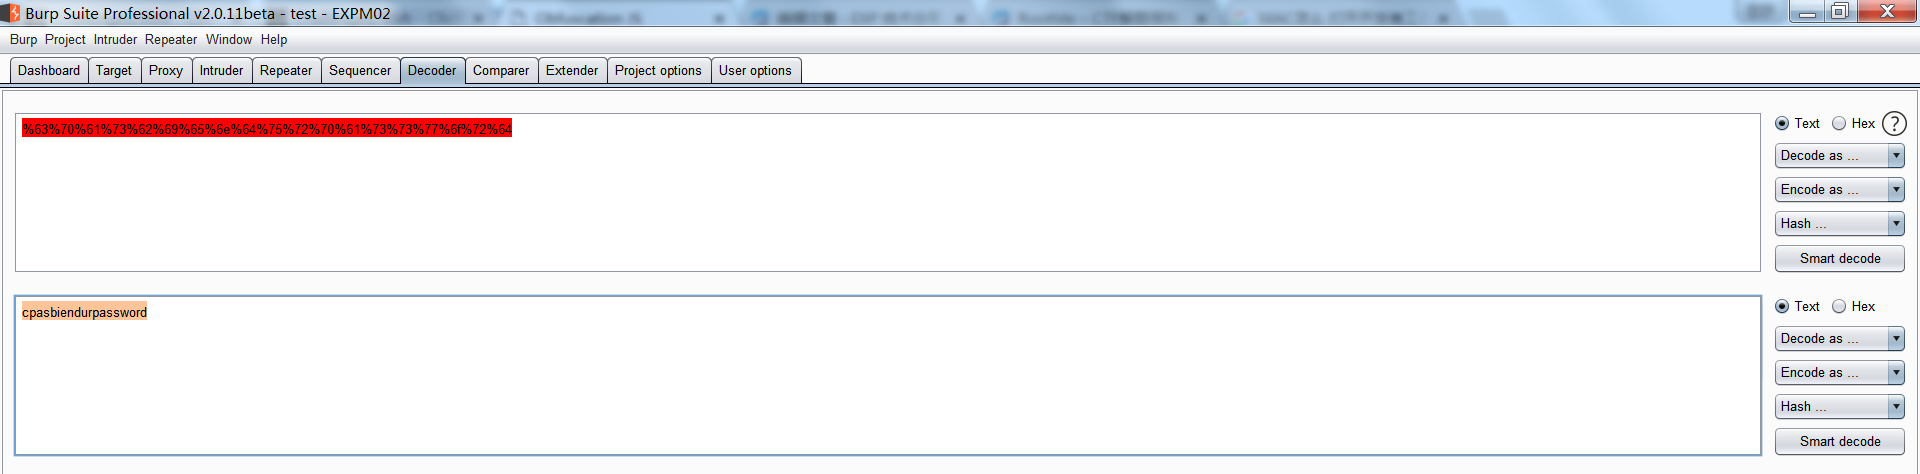 Burp Suite Professional v2.0.11beta - test - EXPM02
Burp Project Intruder Repeater Window Help
Dashboard Target Proxy Intruder Repeater Sequencer Decoder Comparer Extender Project options User options
%63%70%61%73%62%69%65%6e%64%75%72%70%61%73%73%77%6f%72%64
Text Hex ?
Decode as ...
Encode as ...
Hash ...
Smart decode
cpasbiendurpassword
Text Hex
Decode as ...
Encode as ...
Hash ...
Smart decode